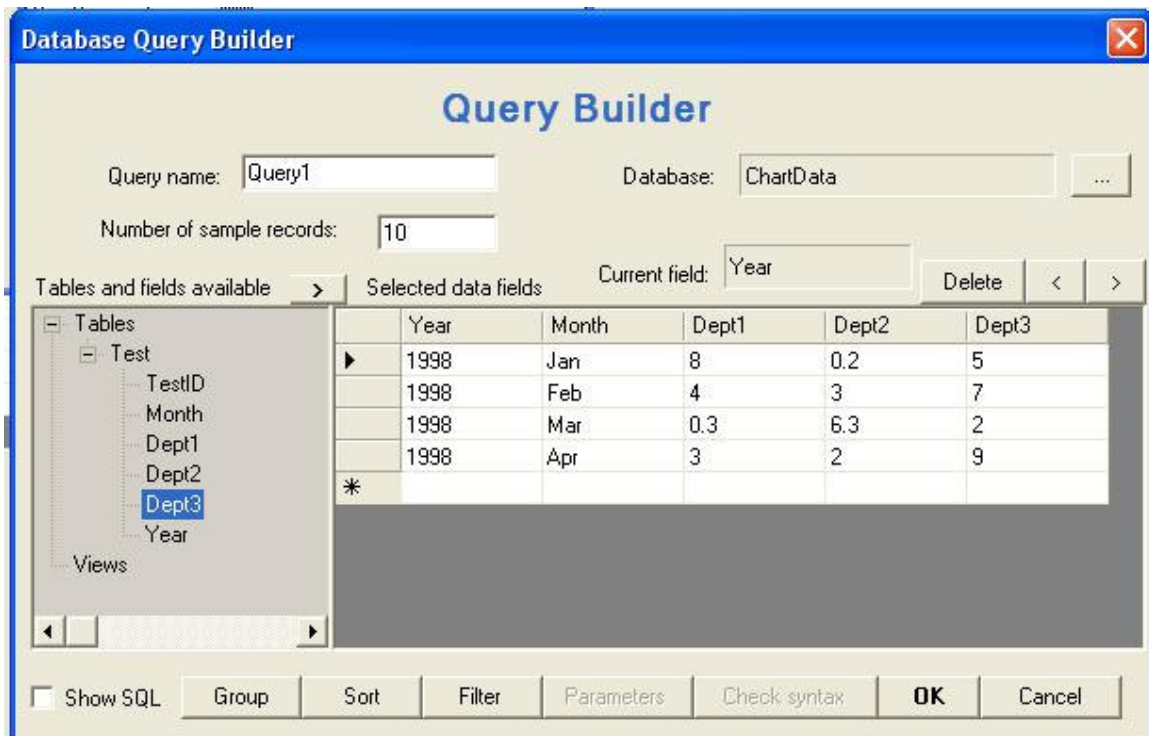 Database Query Builder
Query Builder
Query name: Query1 Database: ChartData ...
Number of sample records: 10
Current field: Year Delete < >
Tables and fields available > Selected data fields
Tables
Test
TestID
Month
Dept1
Dept2
Dept3
Year
Views
Year Month Dept1 Dept2 Dept3
1998 Jan 8 0.2 5
1998 Feb 4 3 7
1998 Mar 0.3 6.3 2
1998 Apr 3 2 9
Show SQL Group Sort Filter Parameters Check syntax OK Cancel